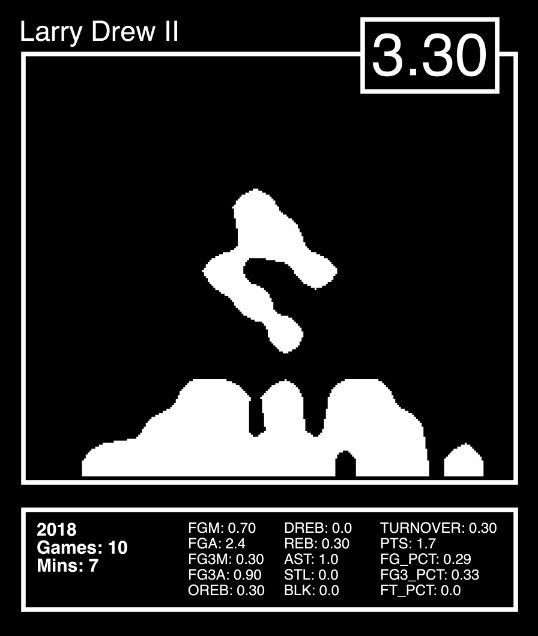 Larry Drew II
3.30
2018
Games: 10
Mins: 7
FGM: 0.70
FGA: 2.4
FG3M: 0.30
FG3A: 0.90
OREB: 0.30
DREB: 0.0
REB: 0.30
AST: 1.0
STL: 0.0
BLK: 0.0
TURNOVER: 0.30
PTS: 1.7
FG_PCT: 0.29
FG3_PCT: 0.33
FT_PCT: 0.0